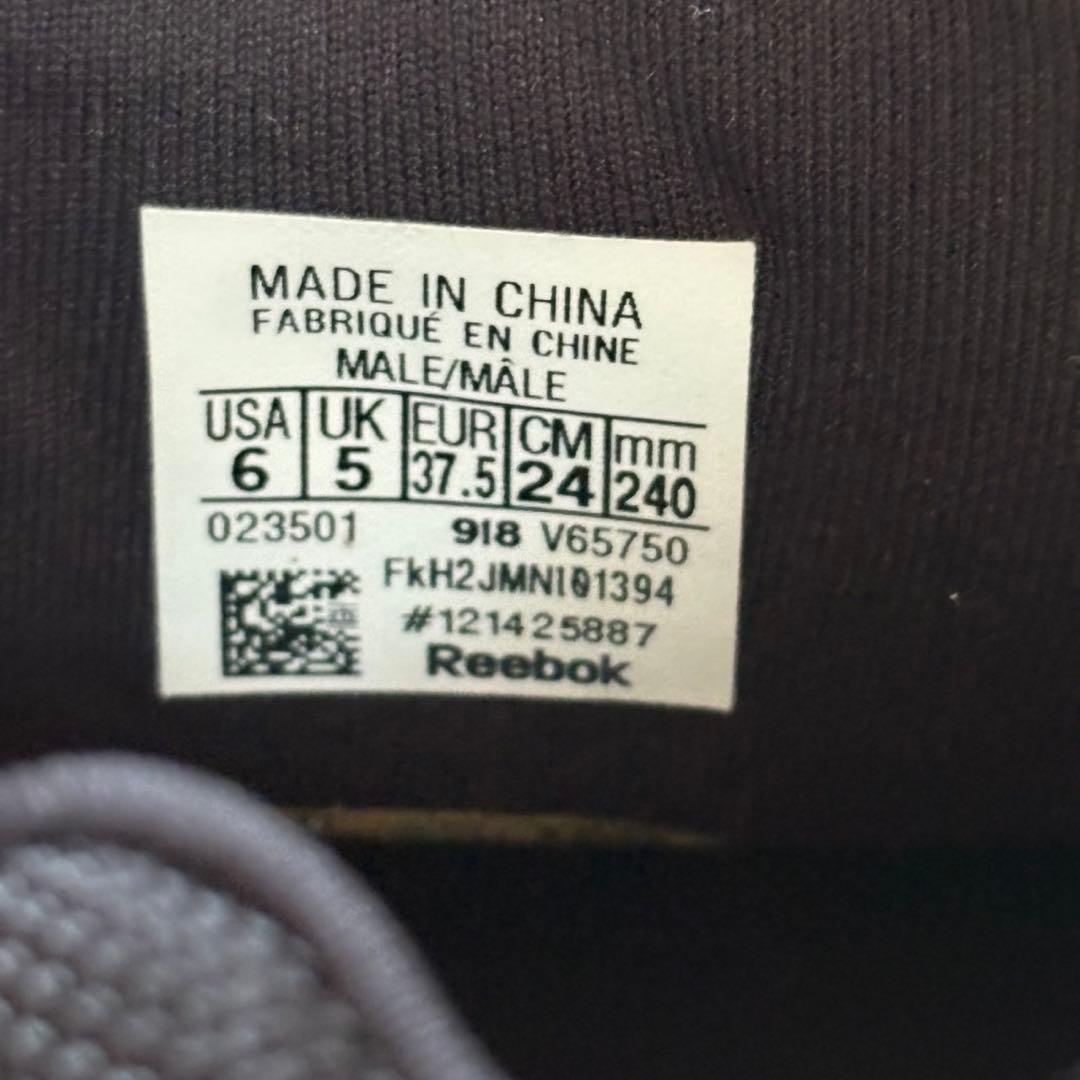 MADE IN CHINA
FABRIQUÉ EN CHINE
MALE/MÂLE
USA UK EUR CM mm
6 5 37.5 24 240
023501 918 V65750
FkH2JMN101394
#121425887
Reebok